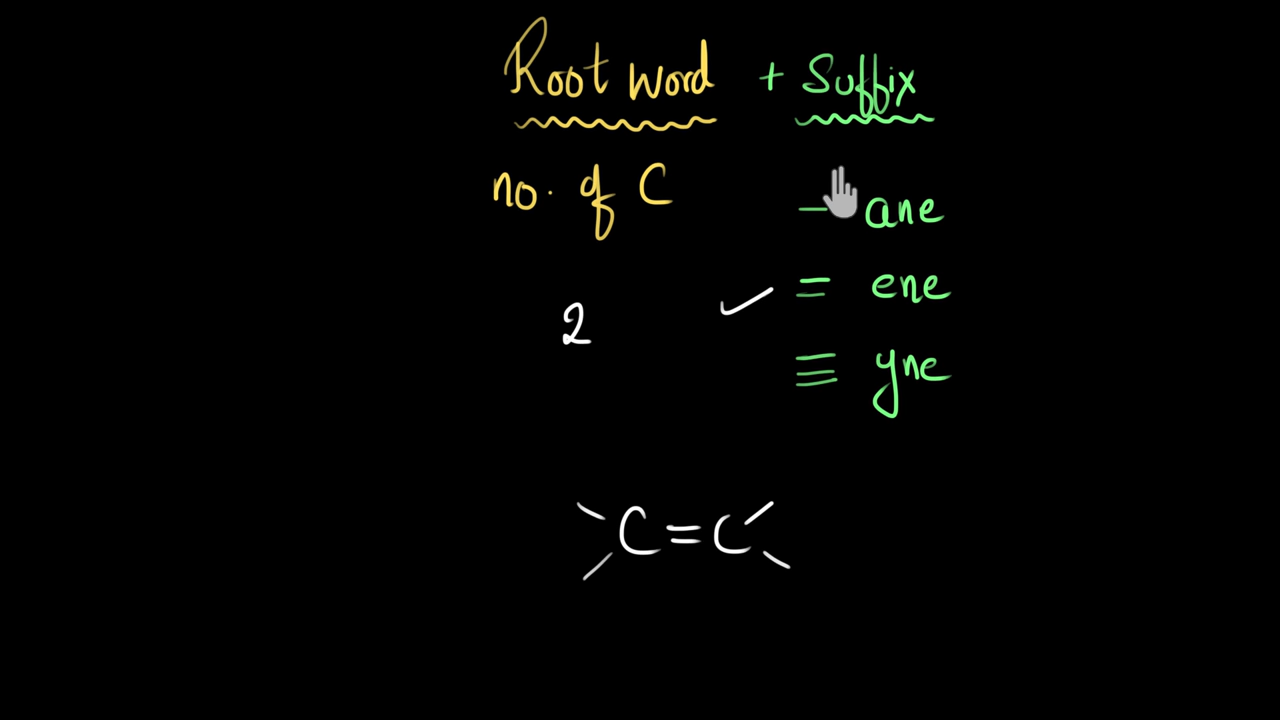 Root word + Suffix
no. of C
– ane
= ene
2
≡ yne
C=C